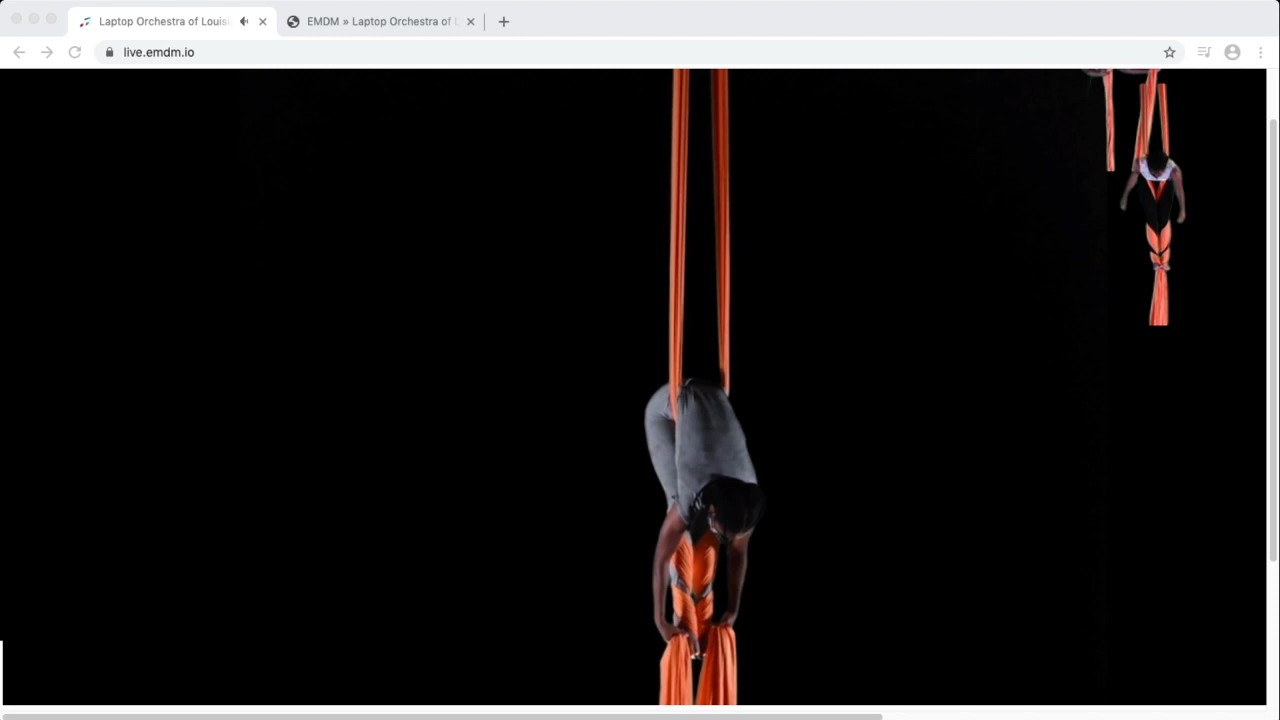 Laptop Orchestra of Louisi
EMDM » Laptop Orchestra of
live.emdm.io